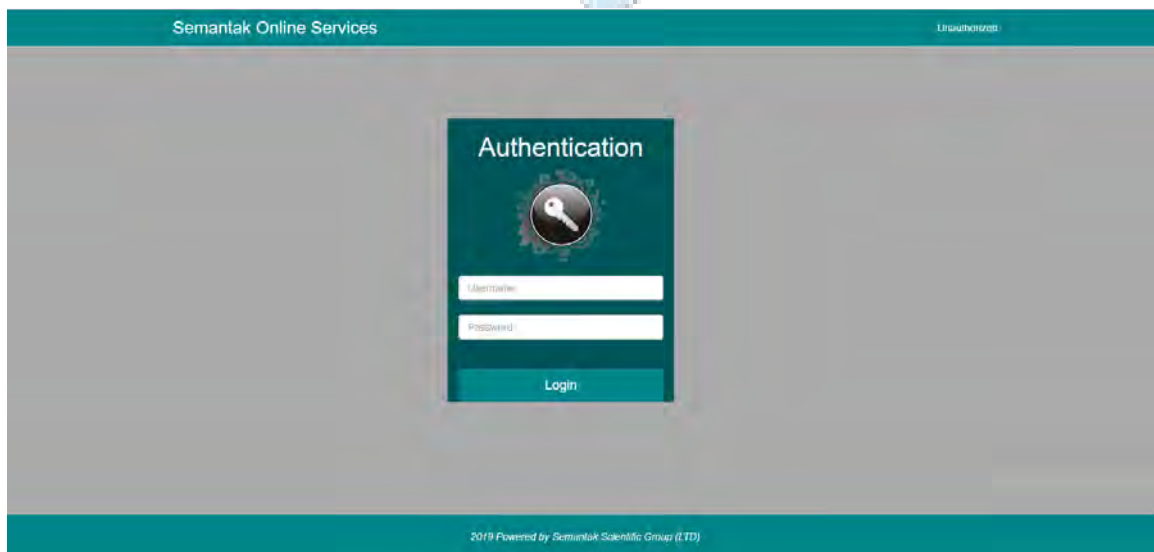 Semantak Online Services
Unauthorized
Authentication
Username
Password
Login
2019 Powered by Semantak Scientific Group (LTD)